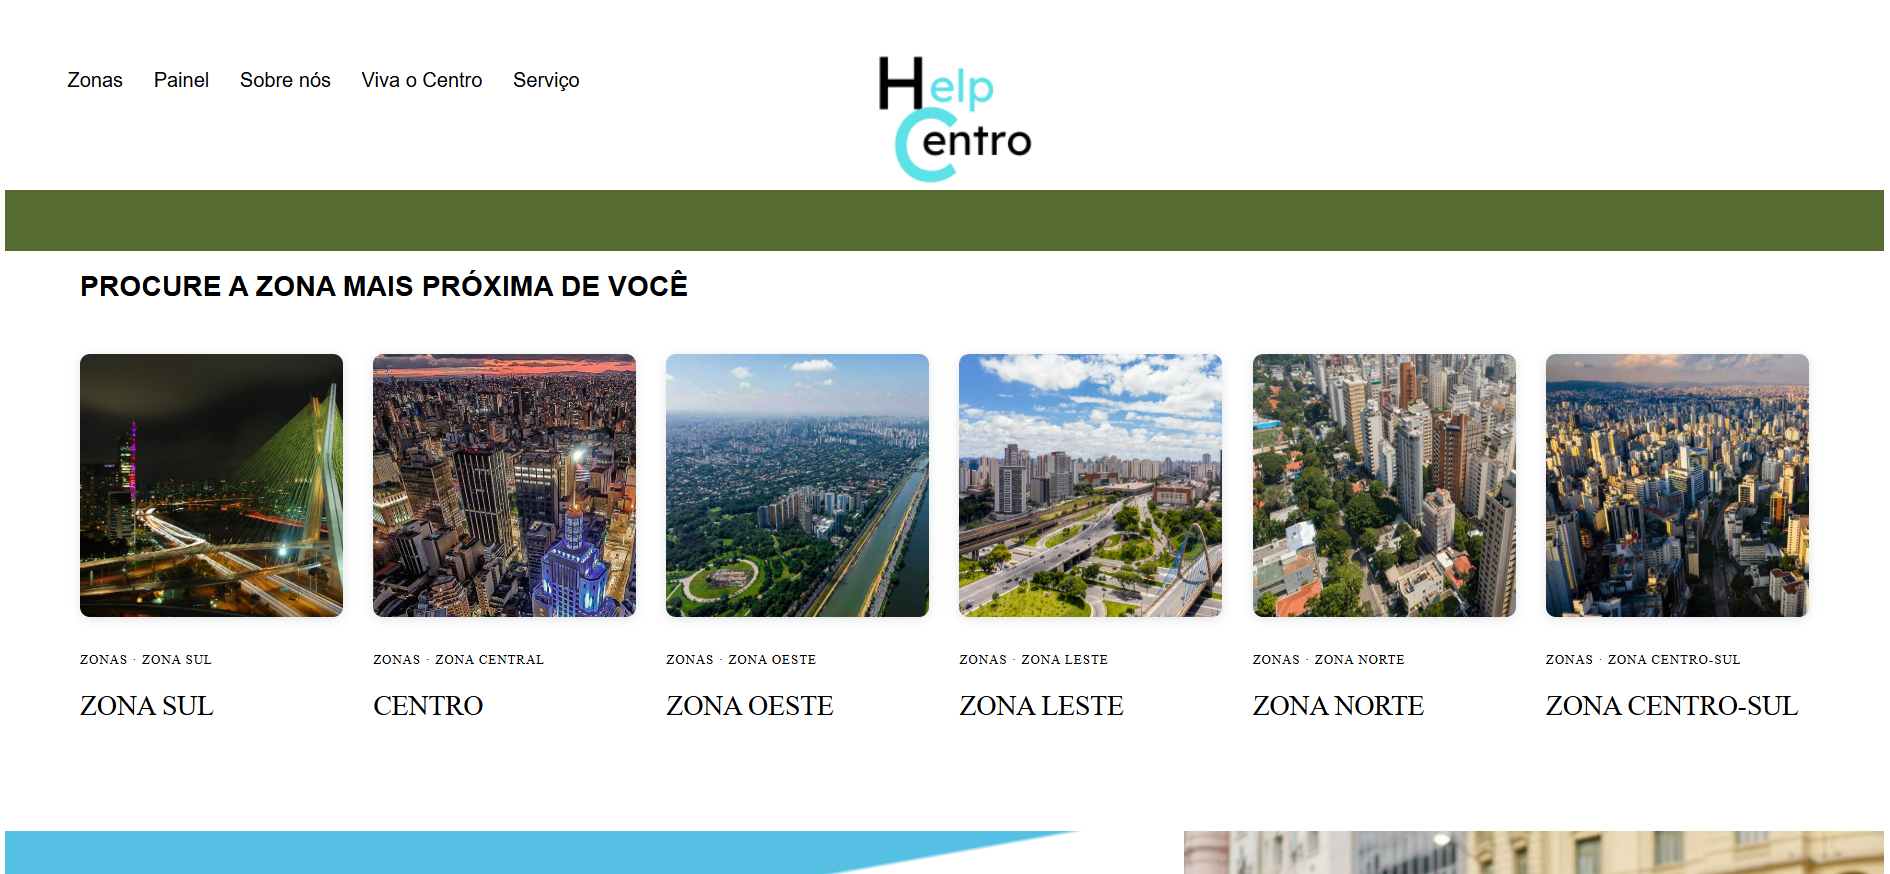 Zonas Painel Sobre nós Viva o Centro Serviço
Help
Centro
PROCURE A ZONA MAIS PRÓXIMA DE VOCÊ
ZONAS · ZONA SUL
ZONA SUL
ZONAS · ZONA CENTRAL
CENTRO
ZONAS · ZONA OESTE
ZONA OESTE
ZONAS · ZONA LESTE
ZONA LESTE
ZONAS · ZONA NORTE
ZONA NORTE
ZONAS · ZONA CENTRO-SUL
ZONA CENTRO-SUL